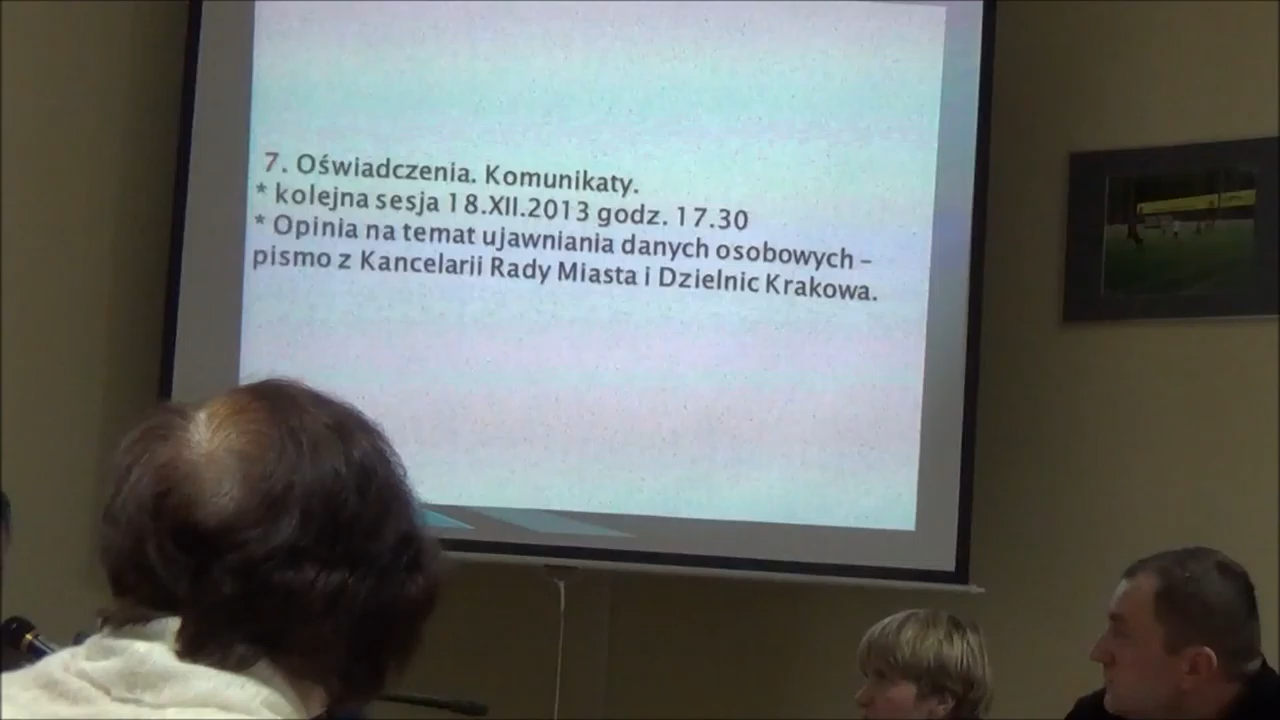 7. Oświadczenia. Komunikaty.
* kolejna sesja 18.XII.2013 godz. 17.30
* Opinia na temat ujawniania danych osobowych –
pismo z Kancelarii Rady Miasta i Dzielnic Krakowa.